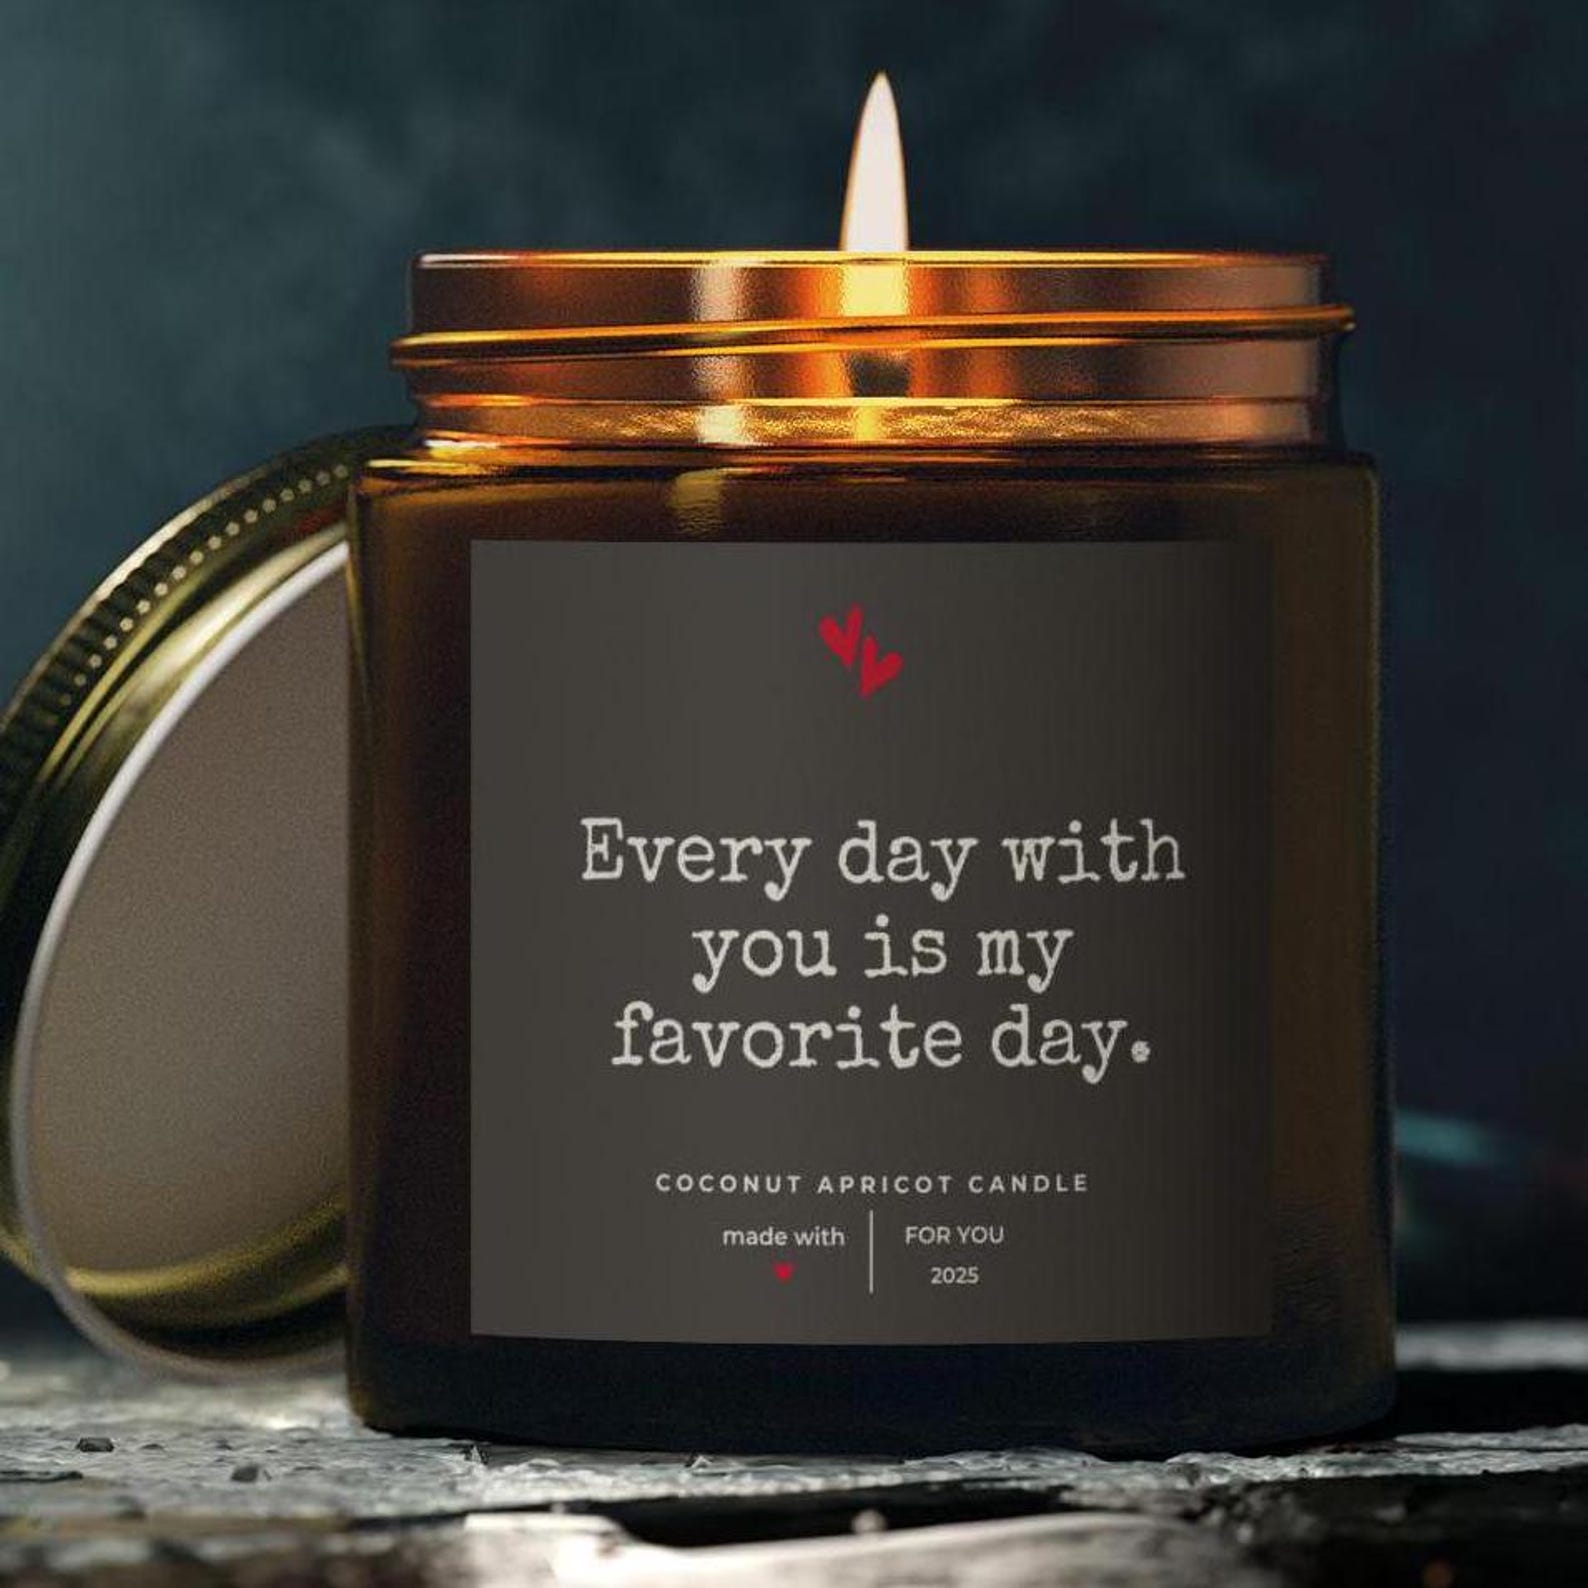 Every day with
you is my
favorite day.
COCONUT APRICOT CANDLE
made with
FOR YOU
2025